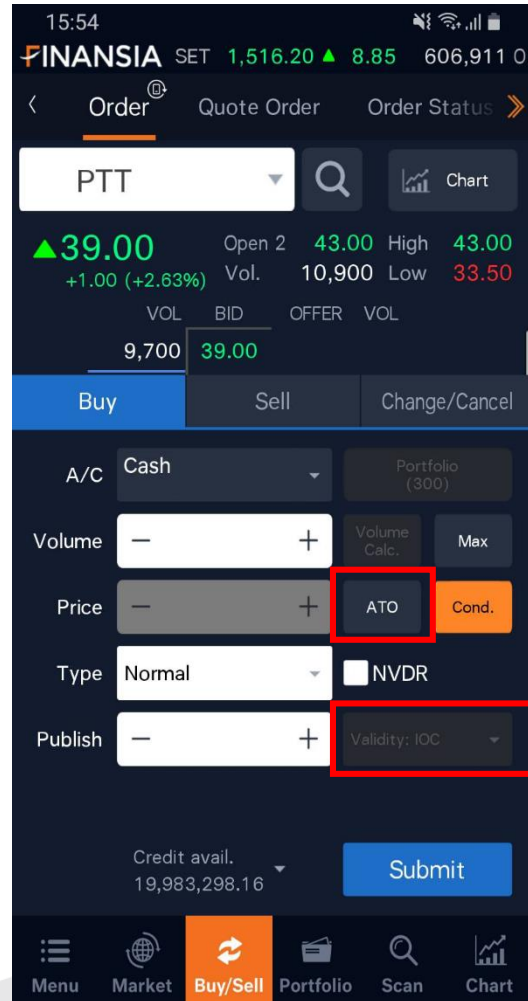 15:54
FINANSIA SET 1,516.20 ▲ 8.85 606,911 0
Order Quote Order Order Status
PTT Chart
▲39.00 Open 2 43.00 High 43.00
+1.00 (+2.63%) Vol. 10,900 Low 33.50
VOL BID OFFER VOL
9,700 39.00
Buy Sell Change/Cancel
A/C Cash Portfolio (300)
Volume − + Volume Calc. Max
Price − + ATO Cond.
Type Normal NVDR
Publish − + Validity: IOC
Credit avail.
19,983,298.16 Submit
Menu Market Buy/Sell Portfolio Scan Chart